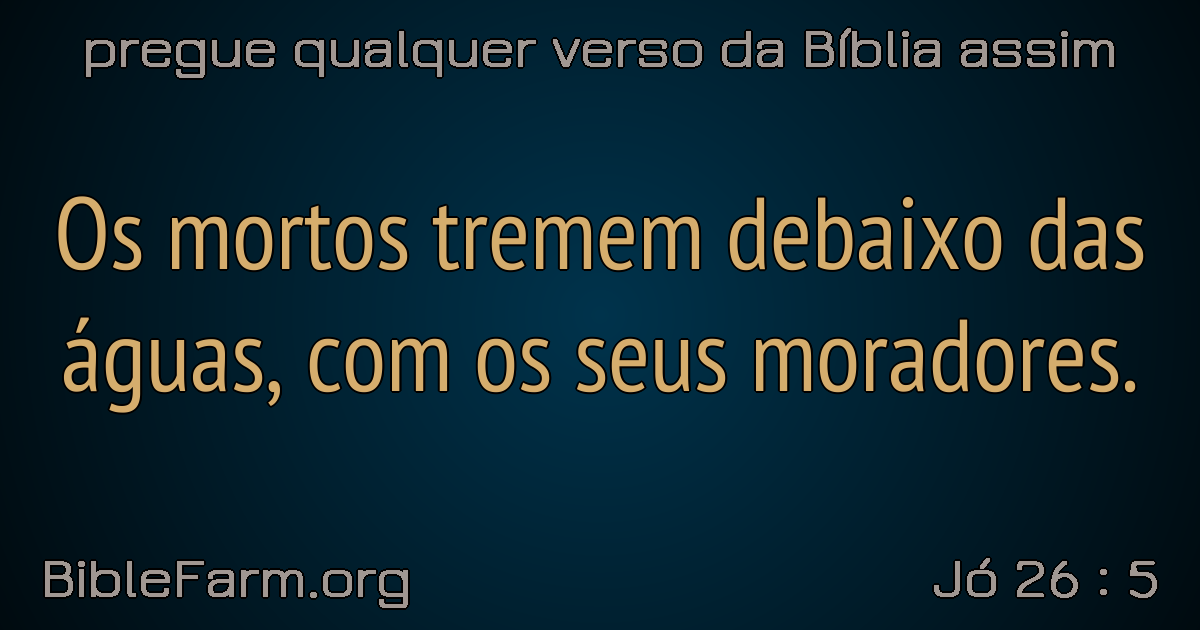 pregue qualquer verso da Bíblia assim
Os mortos tremem debaixo das
águas, com os seus moradores.
BibleFarm.org
Jó 26 : 5